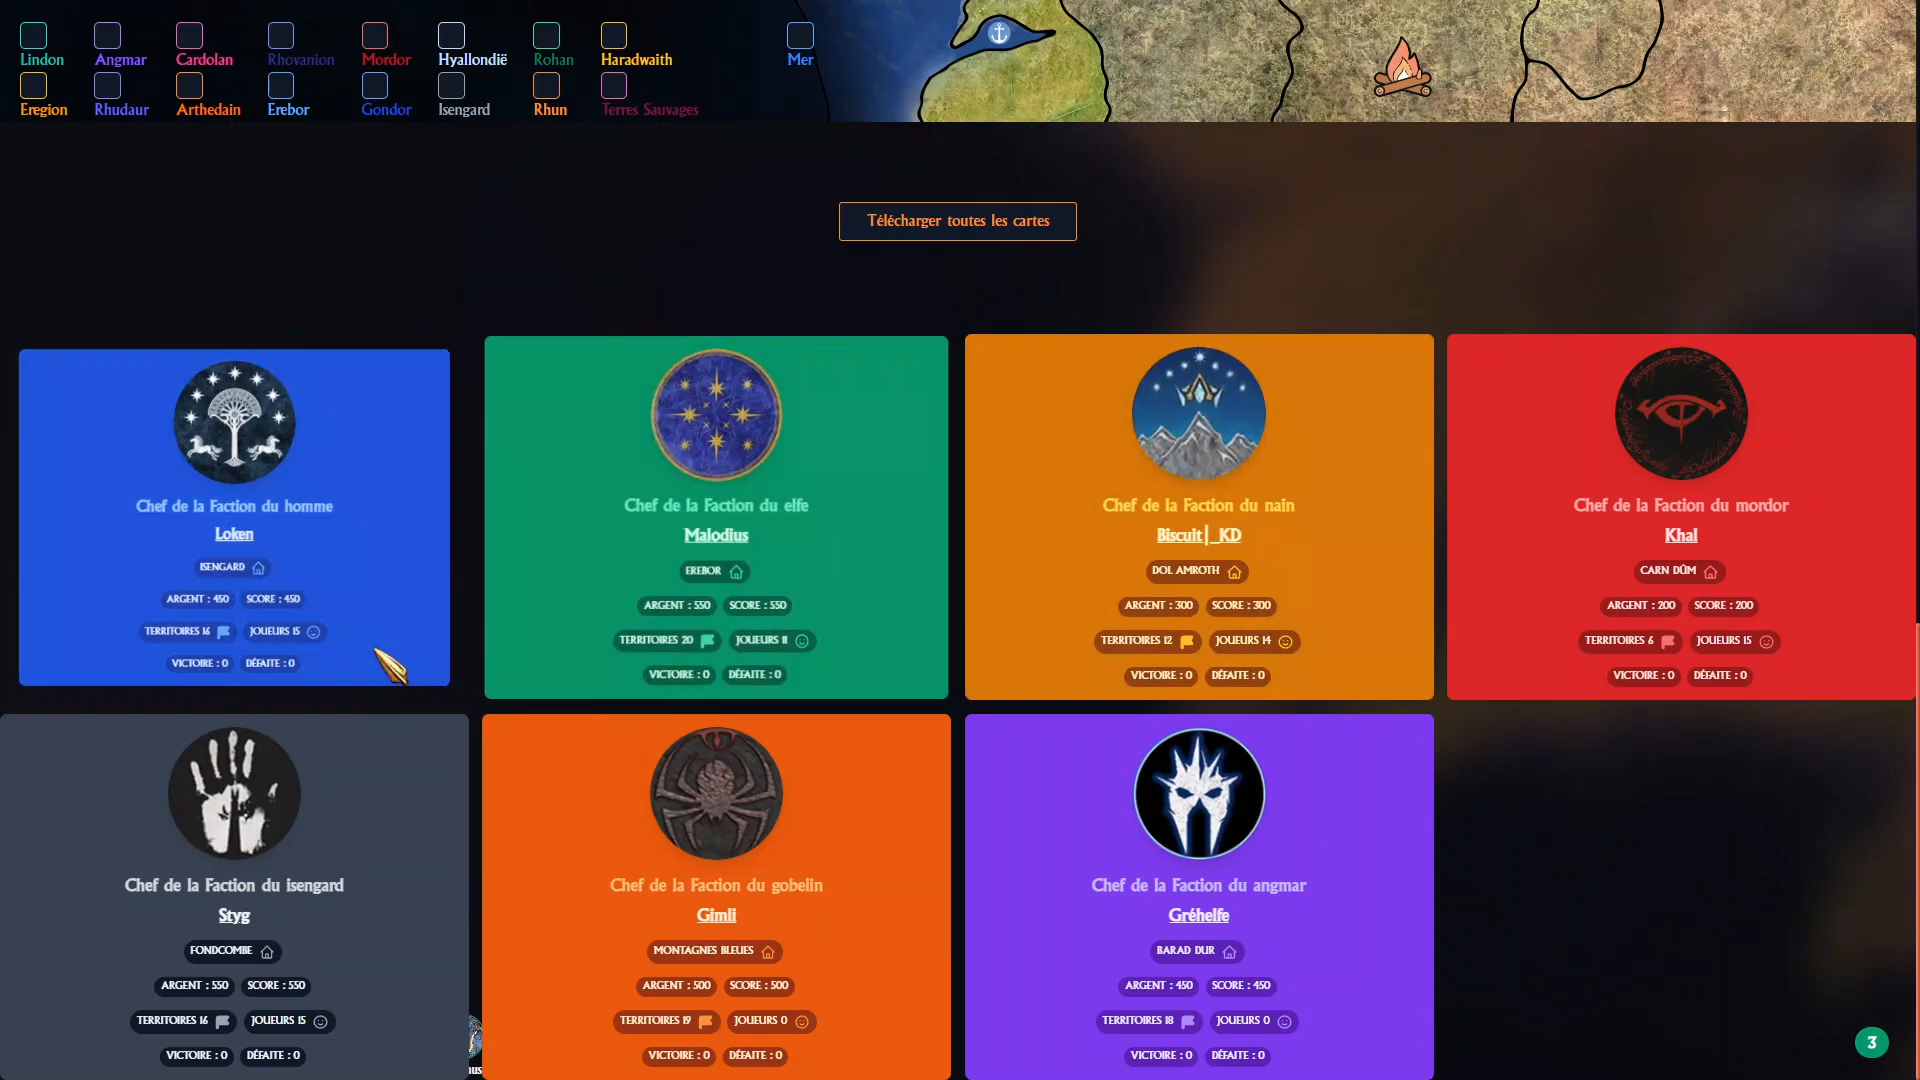 Lindon Angmar Cardolan Rhovanion Mordor Hyallondië Rohan Haradwaith Mer
Eregion Rhudaur Arthedain Erebor Gondor Isengard Rhun Terres Sauvages
Télécharger toutes les cartes
Chef de la Faction du homme
Loken
ISENGARD
ARGENT : 450 SCORE : 450
TERRITOIRES 16 JOUEURS 15
VICTOIRE : 0 DÉFAITE : 0
Chef de la Faction du elfe
Malodius
EREBOR
ARGENT : 550 SCORE : 550
TERRITOIRES 20 JOUEURS 11
VICTOIRE : 0 DÉFAITE : 0
Chef de la Faction du nain
Biscuit|_KD
DOL AMROTH
ARGENT : 300 SCORE : 300
TERRITOIRES 12 JOUEURS 14
VICTOIRE : 0 DÉFAITE : 0
Chef de la Faction du mordor
Khal
CARN DÛM
ARGENT : 200 SCORE : 200
TERRITOIRES 6 JOUEURS 15
VICTOIRE : 0 DÉFAITE : 0
Chef de la Faction du isengard
Styg
FONDCOMBE
ARGENT : 550 SCORE : 550
TERRITOIRES 16 JOUEURS 15
VICTOIRE : 0 DÉFAITE : 0
Chef de la Faction du gobelin
Gimli
MONTAGNES BLEUES
ARGENT : 500 SCORE : 500
TERRITOIRES 19 JOUEURS 0
VICTOIRE : 0 DÉFAITE : 0
Chef de la Faction du angmar
Gréhelfe
BARAD DUR
ARGENT : 450 SCORE : 450
TERRITOIRES 18 JOUEURS 0
VICTOIRE : 0 DÉFAITE : 0
3